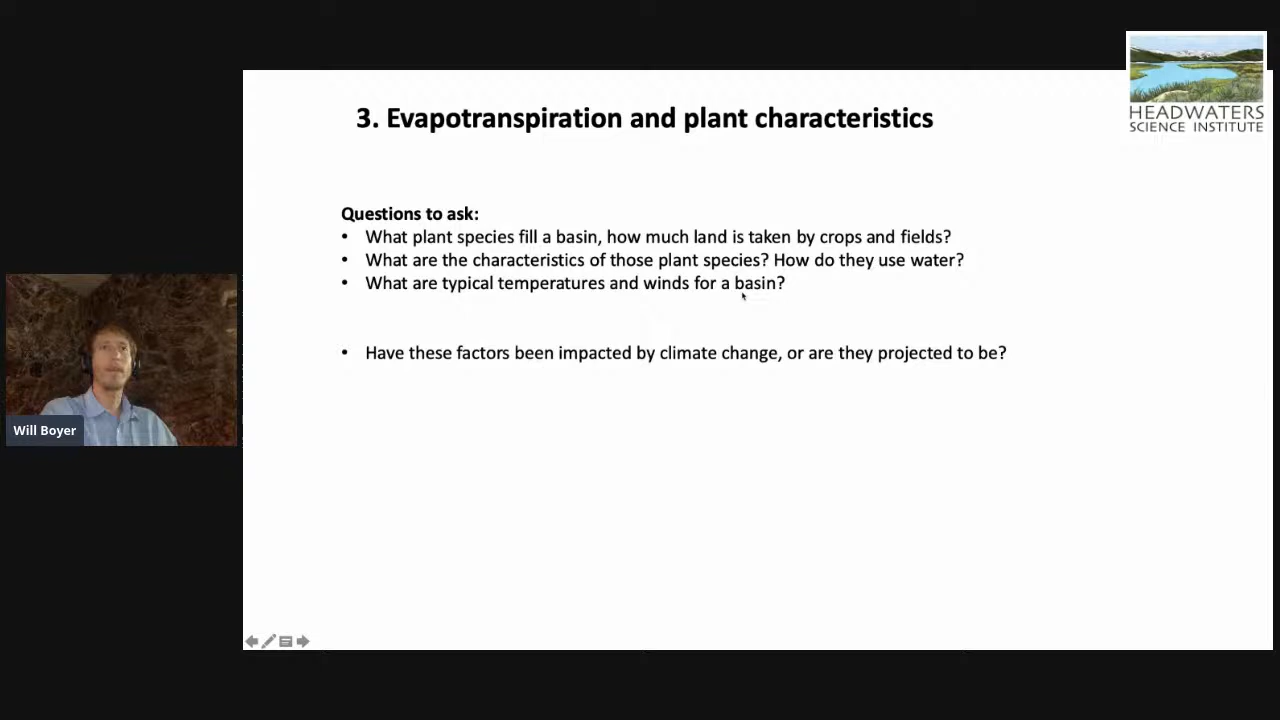 HEADWATERS
SCIENCE INSTITUTE
3. Evapotranspiration and plant characteristics
Questions to ask:
• What plant species fill a basin, how much land is taken by crops and fields?
• What are the characteristics of those plant species? How do they use water?
• What are typical temperatures and winds for a basin?
• Have these factors been impacted by climate change, or are they projected to be?
Will Boyer